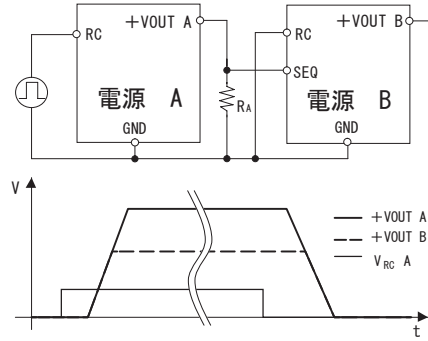 RC
+VOUT A
電源 A
GND
RA
RC
SEQ
+VOUT B
電源 B
GND
V
+VOUT A
+VOUT B
VRC A
t